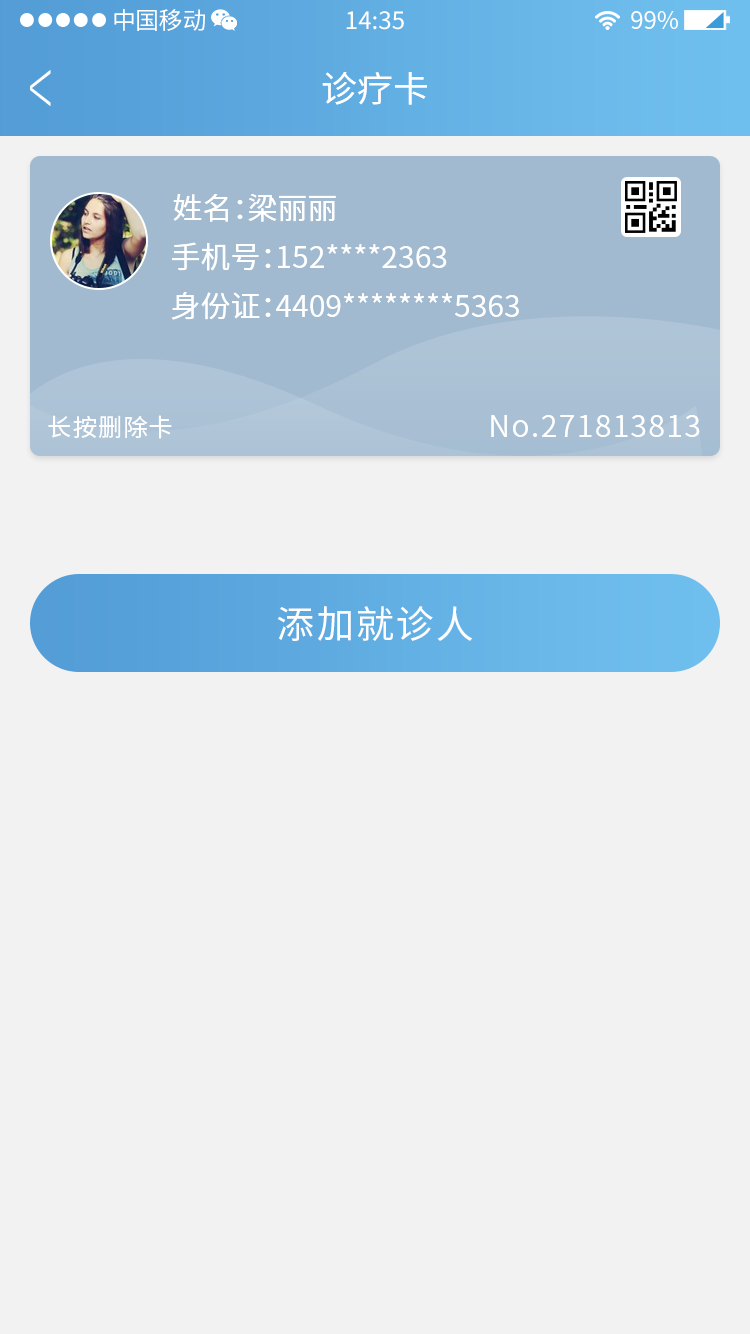 中国移动 14:35 99%
诊疗卡
姓名：梁丽丽
手机号：152****2363
身份证：4409********5363
长按删除卡 No.271813813
添加就诊人